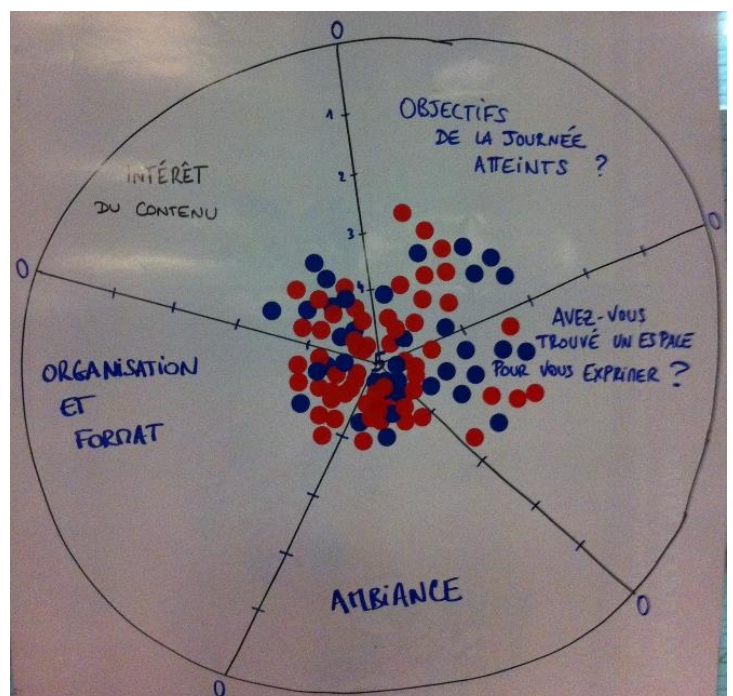 0
1
2
3
4
5
OBJECTIFS
DE LA JOURNÉE
ATTEINTS ?
INTÉRÊT
DU CONTENU
0
0
AVEZ-VOUS
TROUVÉ UN ESPACE
POUR VOUS EXPRIMER ?
ORGANISATION
ET
FORMAT
AMBIANCE
0
0